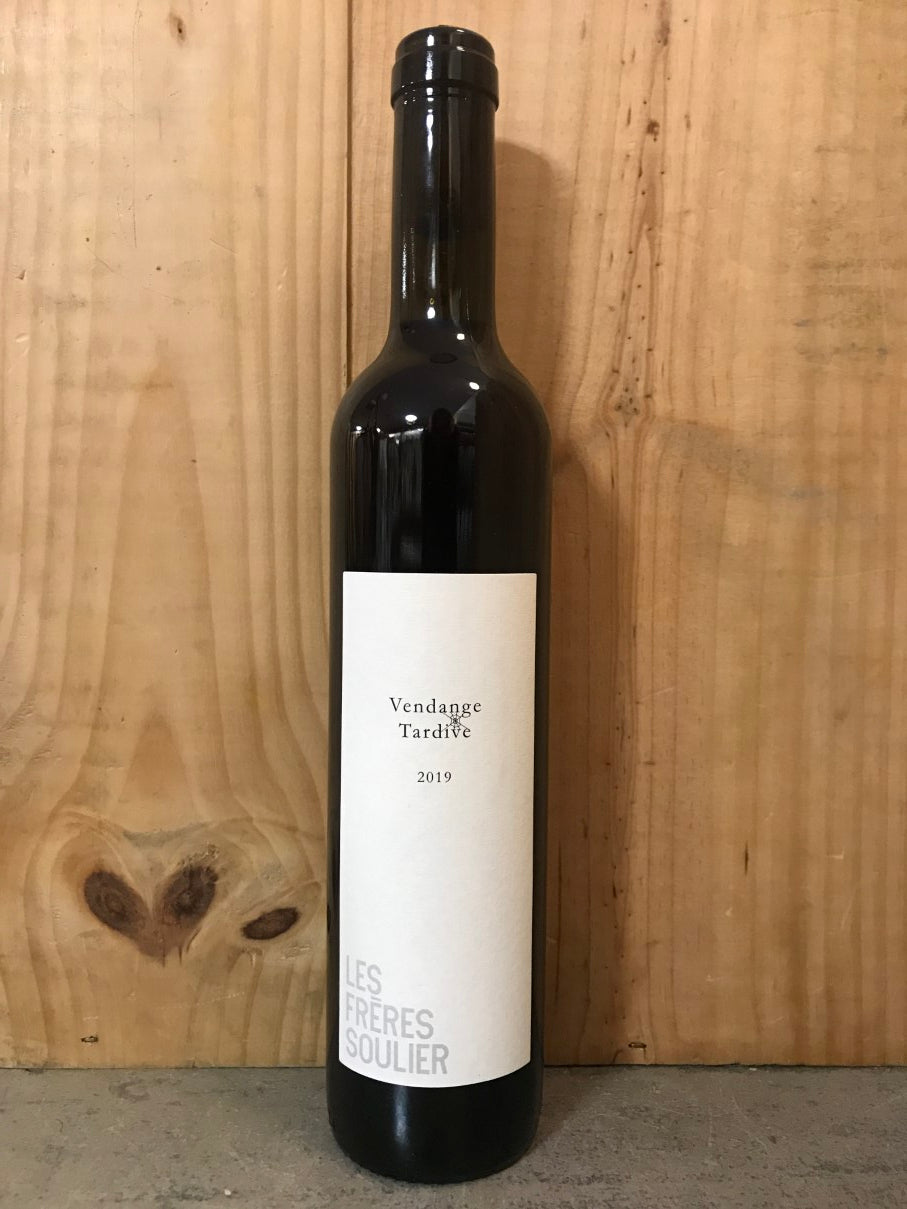 Vendange
Tardive
2019
LES
FRÈRES
SOULIER